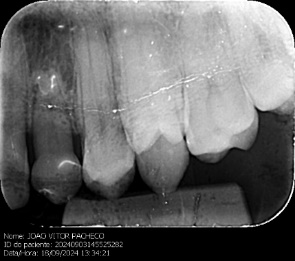 Nome: JOAO VITOR PACHECO
ID do paciente: 20240903145525282
Data/Hora: 18/09/2024 13:34:21